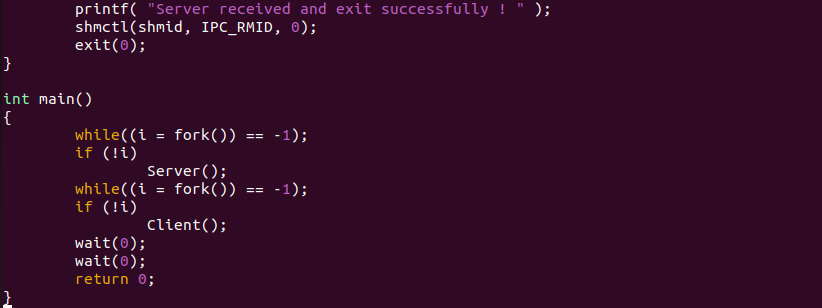 printf( "Server received and exit successfully ! " );
shmctl(shmid, IPC_RMID, 0);
exit(0);
}
int main()
{
while((i = fork()) == -1);
if (!i)
Server();
while((i = fork()) == -1);
if (!i)
Client();
wait(0);
wait(0);
return 0;
}